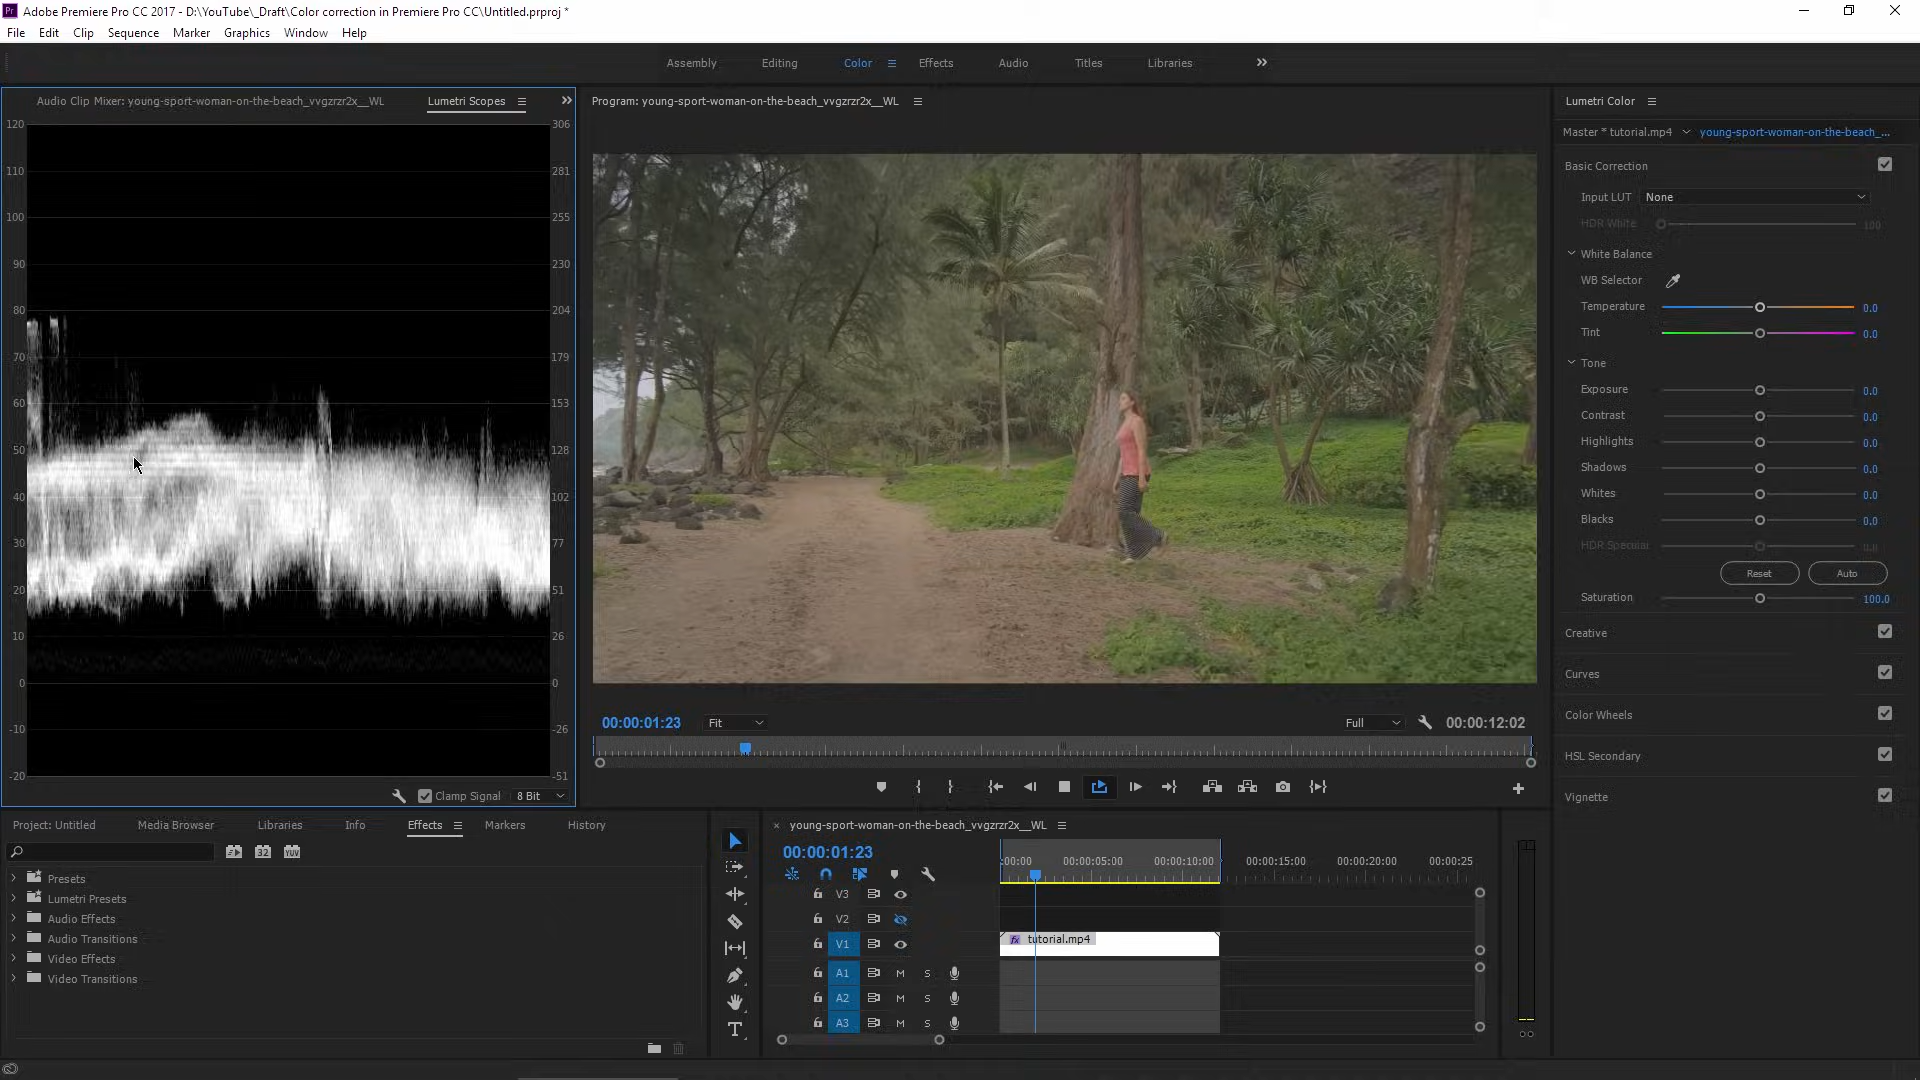 Adobe Premiere Pro CC 2017 - D:\YouTube\_Draft\Color correction in Premiere Pro CC\Untitled.prproj *
File Edit Clip Sequence Marker Graphics Window Help
Assembly Editing Color Effects Audio Titles Libraries
Audio Clip Mixer: young-sport-woman-on-the-beach_vvgzrzr2x__WL Lumetri Scopes
120 306
110 281
100 255
90 230
80 204
70 179
60 153
50 128
40 102
30 77
20 51
10 26
0 0
-10 -26
-20 -51
Clamp Signal 8 Bit
Program: young-sport-woman-on-the-beach_vvgzrzr2x__WL
00:00:01:23 Fit Full 00:00:12:02
Lumetri Color
Master * tutorial.mp4 young-sport-woman-on-the-beach_...
Basic Correction
Input LUT None
HDR White 100
White Balance
WB Selector
Temperature 0.0
Tint 0.0
Tone
Exposure 0.0
Contrast 0.0
Highlights 0.0
Shadows 0.0
Whites 0.0
Blacks 0.0
HDR Specular 0.0
Reset Auto
Saturation 100.0
Creative
Curves
Color Wheels
HSL Secondary
Vignette
Project: Untitled Media Browser Libraries Info Effects Markers History
32 YUV
Presets
Lumetri Presets
Audio Effects
Audio Transitions
Video Effects
Video Transitions
T
× young-sport-woman-on-the-beach_vvgzrzr2x__WL
00:00:01:23
:00:00 00:00:05:00 00:00:10:00 00:00:15:00 00:00:20:00 00:00:25
V3
V2
V1 fx tutorial.mp4
A1 M S
A2 M S
A3 M S